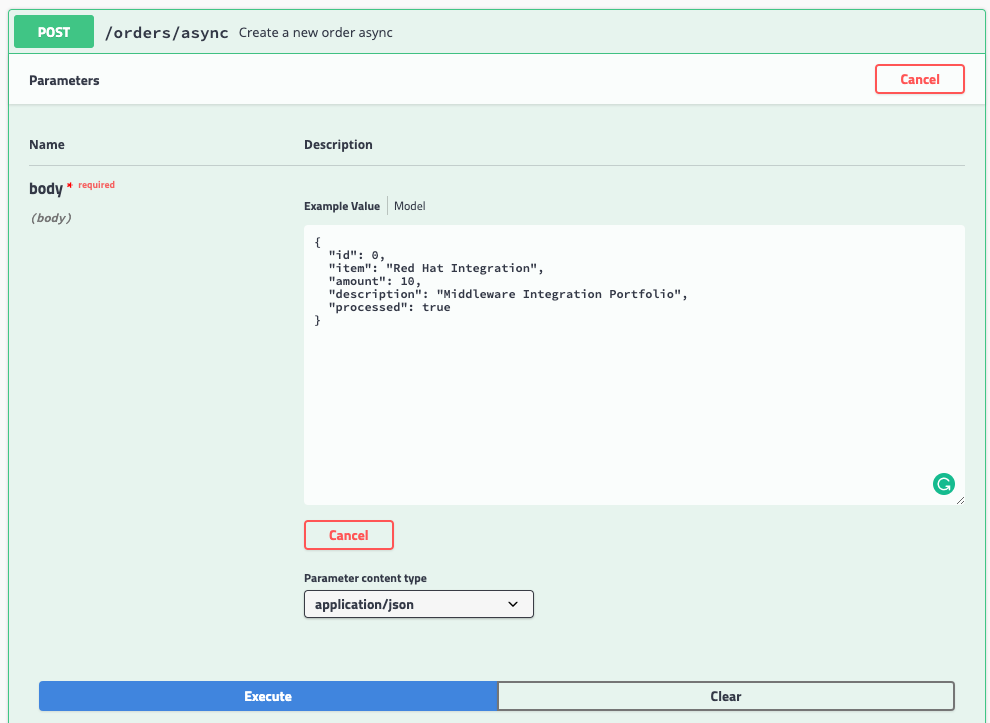 POST /orders/async Create a new order async
Parameters Cancel
Name Description
body * required
(body)
Example Value Model
{
  "id": 0,
  "item": "Red Hat Integration",
  "amount": 10,
  "description": "Middleware Integration Portfolio",
  "processed": true
}
Cancel
Parameter content type
application/json
Execute Clear